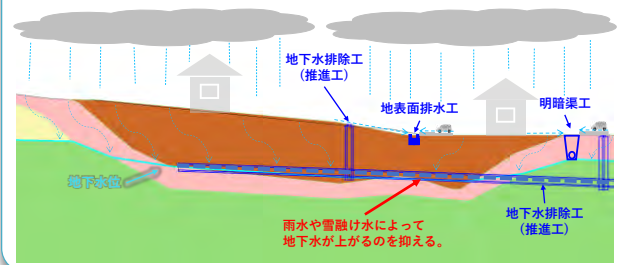 地下水排除工
（推進工）
地表面排水工
明暗渠工
地下水位
地下水排除工
（推進工）
雨水や雪融け水によって
地下水が上がるのを抑える。